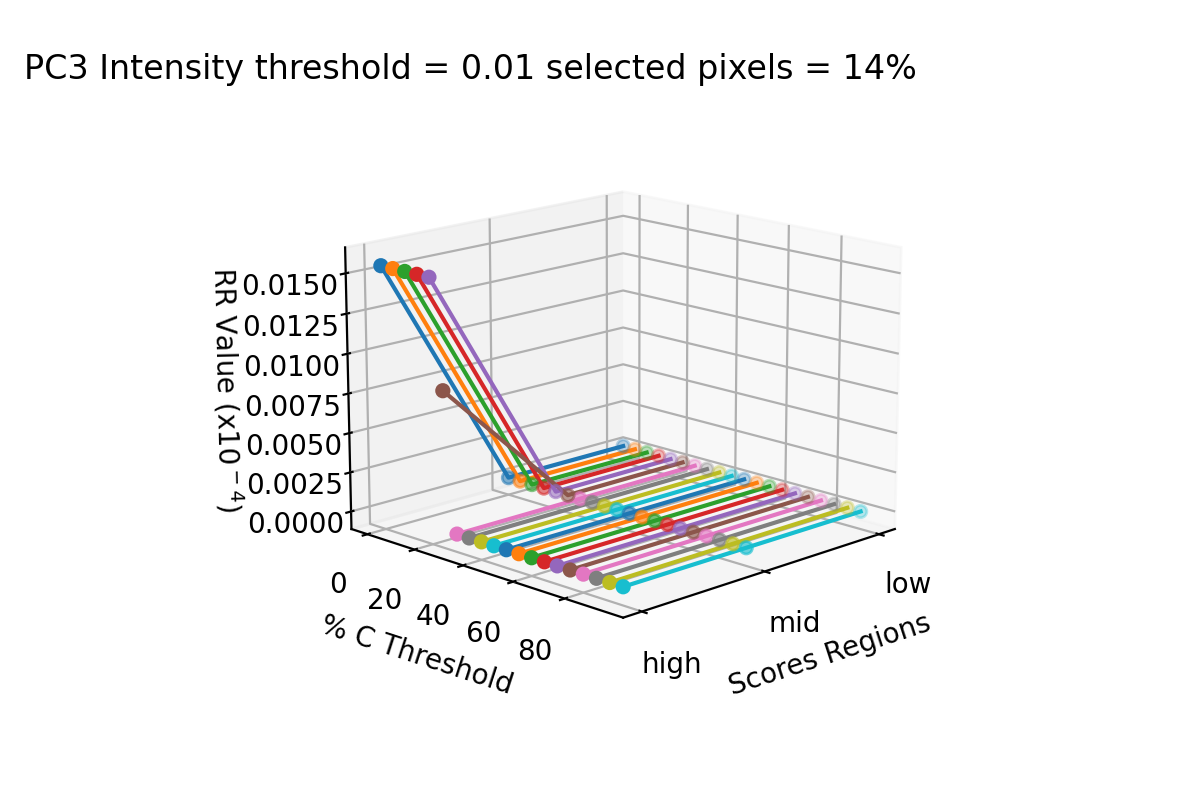 PC3 Intensity threshold = 0.01 selected pixels = 14%
RR Value (x10⁻⁴)
0.0150
0.0125
0.0100
0.0075
0.0050
0.0025
0.0000
0
20
40
60
80
% C Threshold
high
mid
low
Scores Regions